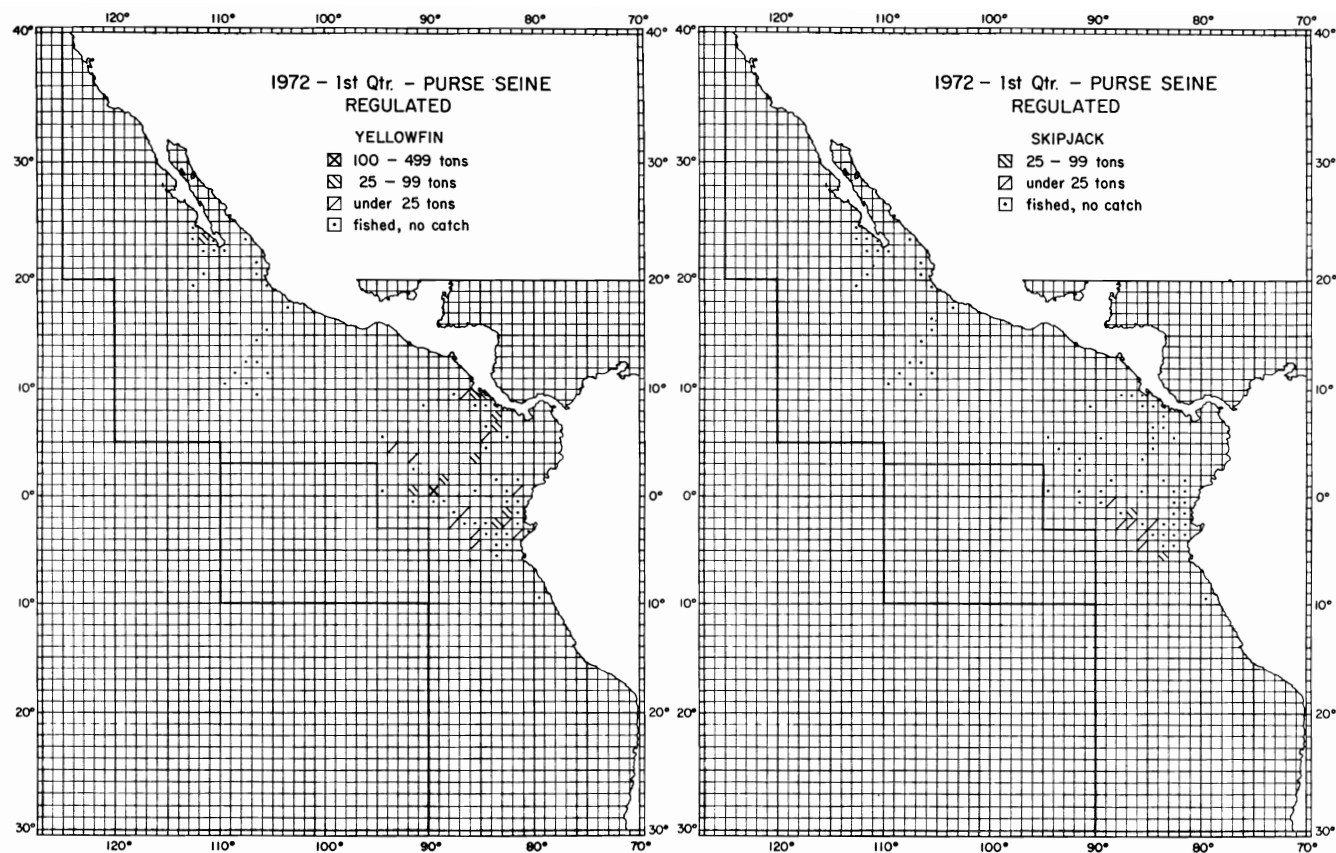 120° 110° 100° 90° 80° 70°
40° 40°
1972 – 1st Qtr. – PURSE SEINE
REGULATED
YELLOWFIN
100 – 499 tons
25 – 99 tons
under 25 tons
fished, no catch
30° 30°
20° 20°
10° 10°
0° 0°
10° 10°
20° 20°
30° 30°
120° 110° 100° 90° 80° 70°
120° 110° 100° 90° 80° 70°
40° 40°
1972 – 1st Qtr. – PURSE SEINE
REGULATED
SKIPJACK
25 – 99 tons
under 25 tons
fished, no catch
30° 30°
20° 20°
10° 10°
0° 0°
10° 10°
20° 20°
30° 30°
120° 110° 100° 90° 80° 70°